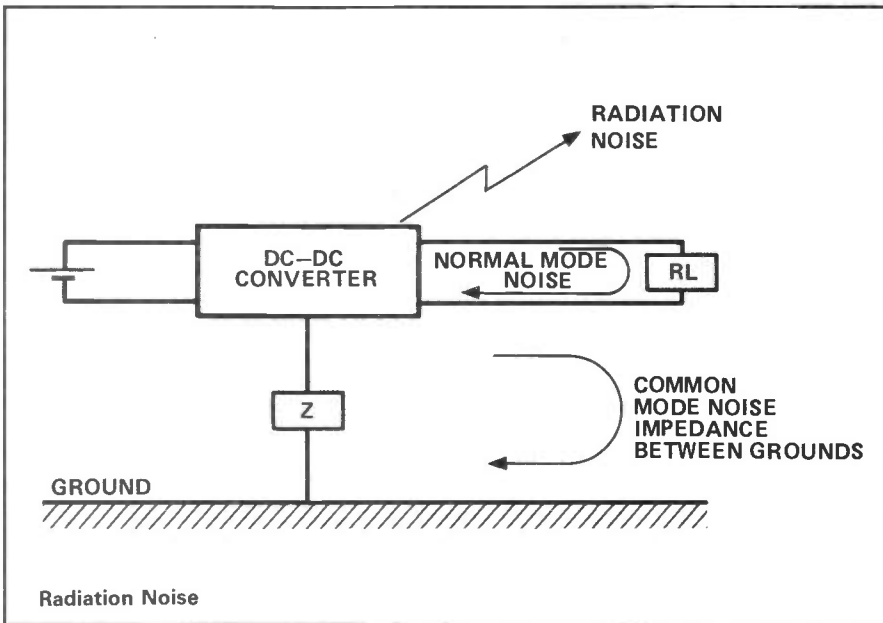 RADIATION
NOISE
DC–DC
CONVERTER
NORMAL MODE
NOISE
RL
Z
COMMON
MODE NOISE
IMPEDANCE
BETWEEN GROUNDS
GROUND
Radiation Noise